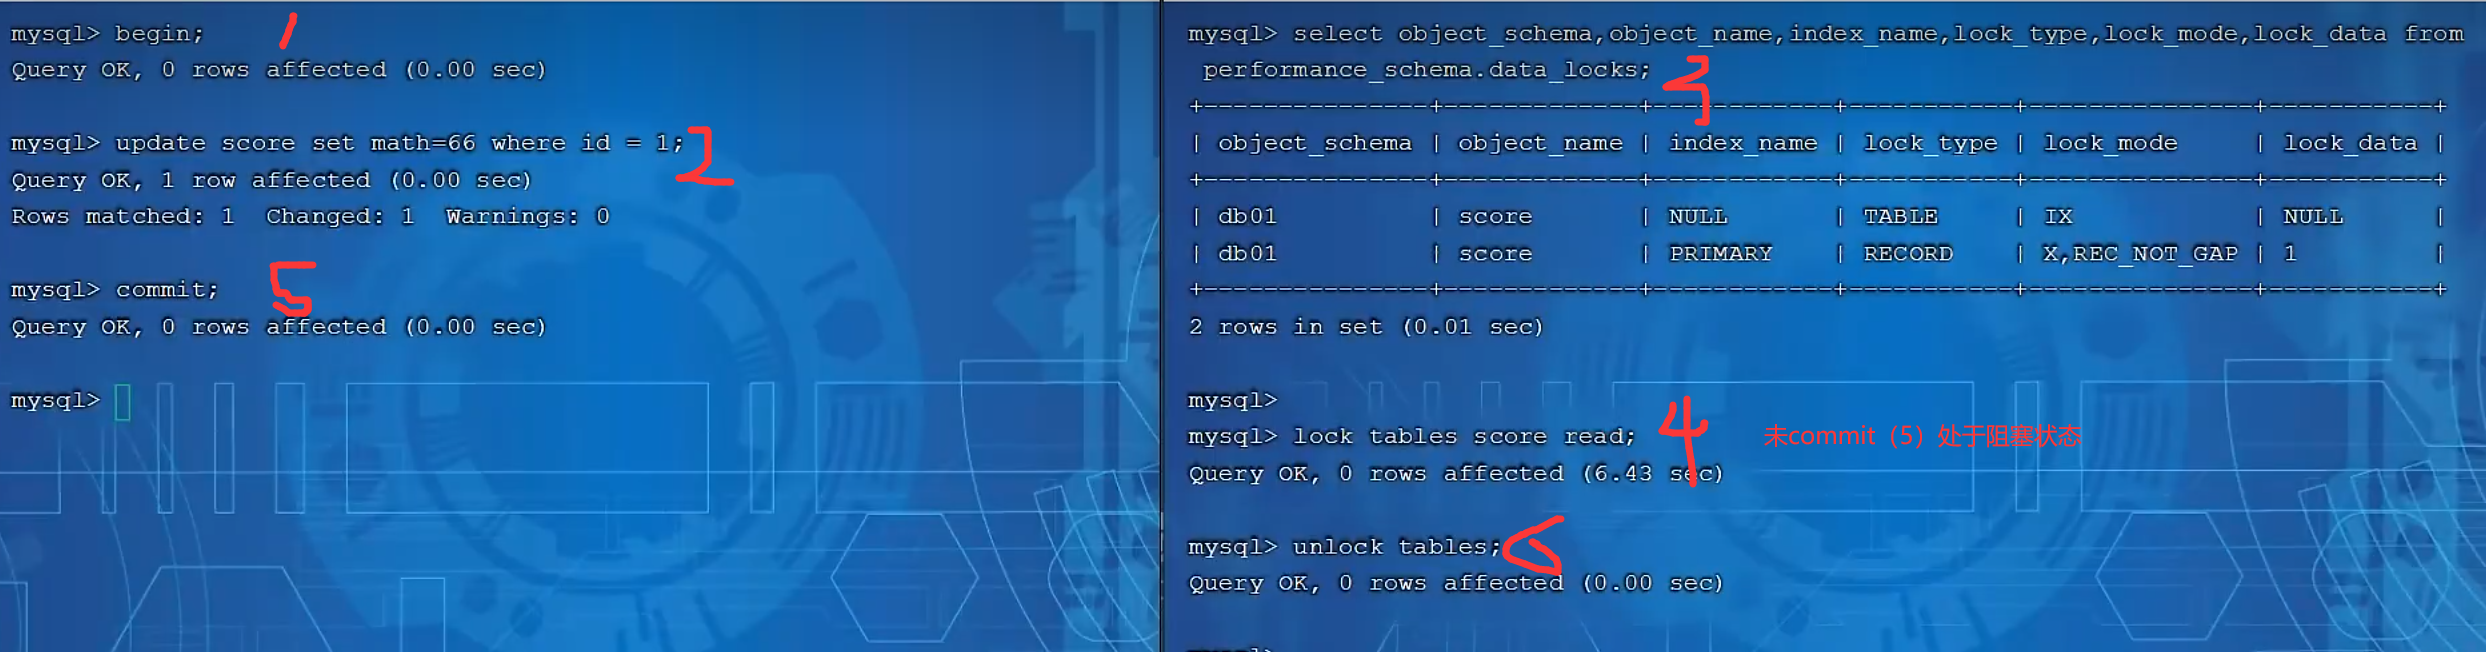 mysql> begin; 1
Query OK, 0 rows affected (0.00 sec)
mysql> update score set math=66 where id = 1; 2
Query OK, 1 row affected (0.00 sec)
Rows matched: 1  Changed: 1  Warnings: 0
mysql> commit; 5
Query OK, 0 rows affected (0.00 sec)
mysql>
mysql> select object_schema,object_name,index_name,lock_type,lock_mode,lock_data from
performance_schema.data_locks; 3
+---------------+-------------+------------+-----------+---------------+-----------+
| object_schema | object_name | index_name | lock_type | lock_mode     | lock_data |
+---------------+-------------+------------+-----------+---------------+-----------+
| db01          | score       | NULL       | TABLE     | IX            | NULL      |
| db01          | score       | PRIMARY    | RECORD    | X,REC_NOT_GAP | 1         |
+---------------+-------------+------------+-----------+---------------+-----------+
2 rows in set (0.01 sec)
mysql>
mysql> lock tables score read; 4 未commit（5）处于阻塞状态
Query OK, 0 rows affected (6.43 sec)
mysql> unlock tables; 6
Query OK, 0 rows affected (0.00 sec)
mysql>